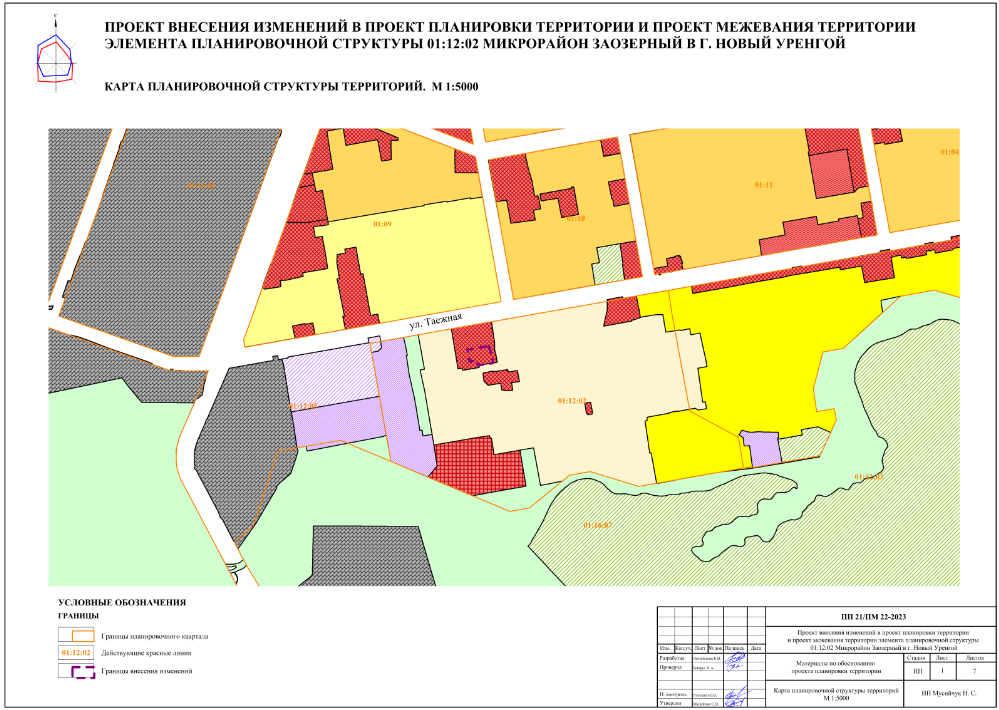 с
ПРОЕКТ ВНЕСЕНИЯ ИЗМЕНЕНИЙ В ПРОЕКТ ПЛАНИРОВКИ ТЕРРИТОРИИ И ПРОЕКТ МЕЖЕВАНИЯ ТЕРРИТОРИИ
ЭЛЕМЕНТА ПЛАНИРОВОЧНОЙ СТРУКТУРЫ 01:12:02 МИКРОРАЙОН ЗАОЗЕРНЫЙ В Г. НОВЫЙ УРЕНГОЙ
КАРТА ПЛАНИРОВОЧНОЙ СТРУКТУРЫ ТЕРРИТОРИЙ. М 1:5000
01:04
01:11
01:10
01:09
ул. Таежная
01:12:02
УСЛОВНЫЕ ОБОЗНАЧЕНИЯ
ГРАНИЦЫ
Границы планировочного квартала
01:12:02 Действующие красные линии
Границы внесения изменений
ПП 21/ПМ 22-2023
Проект внесения изменений в проект планировки территории
и проект межевания территории элемента планировочной структуры
01:12:02 Микрорайон Заозерный в г. Новый Уренгой
Изм. Кол.уч. Лист № док. Подпись Дата
Разработал
Проверил
Материалы по обоснованию
проекта планировки территории
Стадия Лист Листов
ПП 1 7
Н. контроль
Утвердил
Карта планировочной структуры территорий
М 1:5000
ИП Мусийчук Н. С.